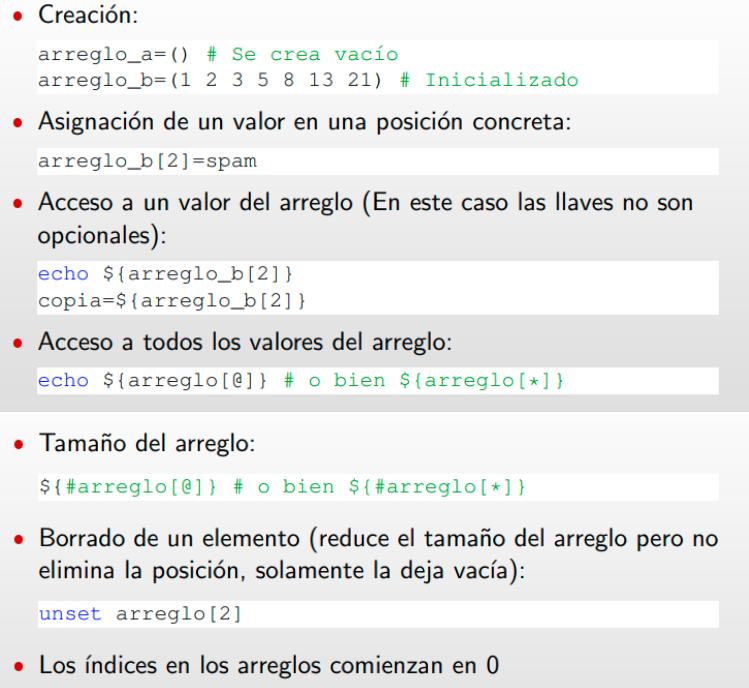 • Creación:
arreglo_a=() # Se crea vacío
arreglo_b=(1 2 3 5 8 13 21) # Inicializado
• Asignación de un valor en una posición concreta:
arreglo_b[2]=spam
• Acceso a un valor del arreglo (En este caso las llaves no son
opcionales):
echo ${arreglo_b[2]}
copia=${arreglo_b[2]}
• Acceso a todos los valores del arreglo:
echo ${arreglo[@]} # o bien ${arreglo[*]}
• Tamaño del arreglo:
${#arreglo[@]} # o bien ${#arreglo[*]}
• Borrado de un elemento (reduce el tamaño del arreglo pero no
elimina la posición, solamente la deja vacía):
unset arreglo[2]
• Los índices en los arreglos comienzan en 0